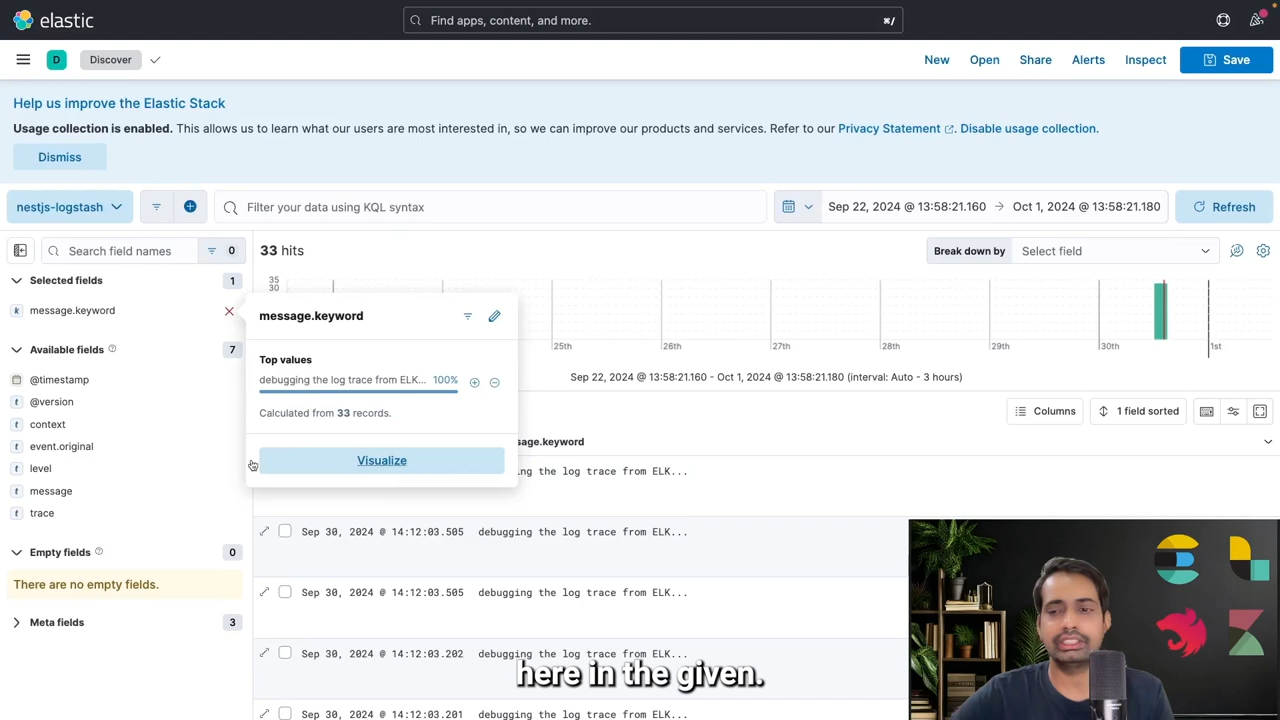 elastic
Find apps, content, and more.
⌘/
D
Discover
New
Open
Share
Alerts
Inspect
Save
Help us improve the Elastic Stack
Usage collection is enabled. This allows us to learn what our users are most interested in, so we can improve our products and services. Refer to our Privacy Statement. Disable usage collection.
Dismiss
nestjs-logstash
Filter your data using KQL syntax
Sep 22, 2024 @ 13:58:21.160 → Oct 1, 2024 @ 13:58:21.180
Refresh
Search field names
0
33 hits
Break down by
Select field
Selected fields
1
k message.keyword
Available fields
7
@timestamp
t @version
t context
t event.original
t level
t message
t trace
Empty fields
0
There are no empty fields.
Meta fields
3
message.keyword
Top values
debugging the log trace from ELK... 100%
Calculated from 33 records.
Visualize
35
30
25th
26th
27th
28th
29th
30th
1st
Sep 22, 2024 @ 13:58:21.160 - Oct 1, 2024 @ 13:58:21.180 (interval: Auto - 3 hours)
Columns
1 field sorted
sage.keyword
ing the log trace from ELK...
Sep 30, 2024 @ 14:12:03.505 debugging the log trace from ELK...
Sep 30, 2024 @ 14:12:03.505 debugging the log trace from ELK...
Sep 30, 2024 @ 14:12:03.202 debugging the log trace from ELK...
here in the given.
Sep 30, 2024 @ 14:12:03.201 debugging the log trace from ELK...